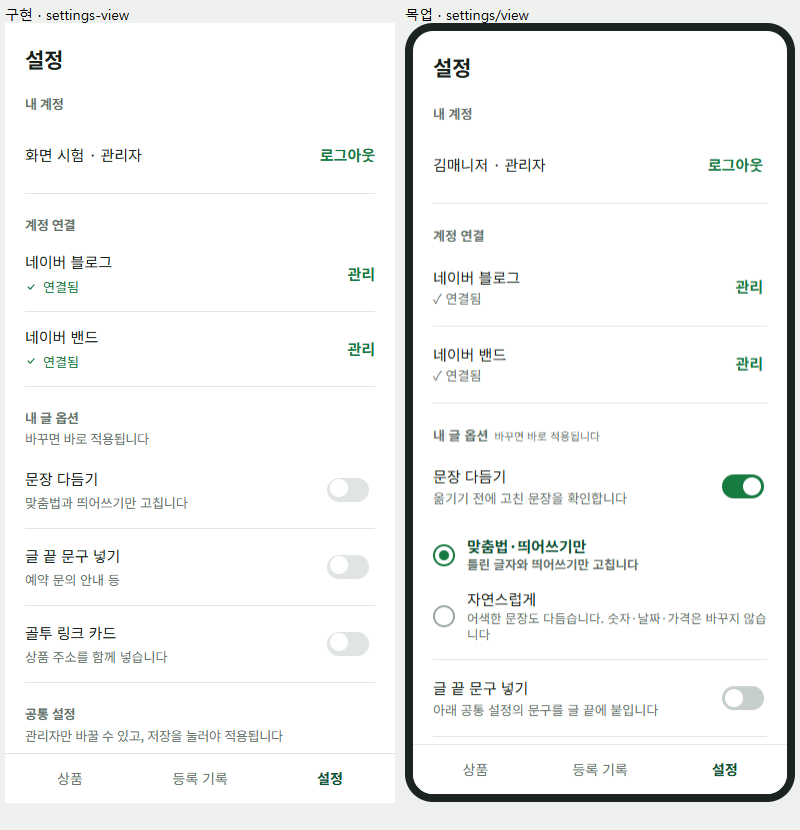 구현 · settings-view
설정
내 계정
화면 시험 · 관리자
로그아웃
계정 연결
네이버 블로그
✓ 연결됨
관리
네이버 밴드
✓ 연결됨
관리
내 글 옵션
바꾸면 바로 적용됩니다
문장 다듬기
맞춤법과 띄어쓰기만 고칩니다
글 끝 문구 넣기
예약 문의 안내 등
골투 링크 카드
상품 주소를 함께 넣습니다
공통 설정
관리자만 바꿀 수 있고, 저장을 눌러야 적용됩니다
상품
등록 기록
설정
목업 · settings/view
설정
내 계정
김매니저 · 관리자
로그아웃
계정 연결
네이버 블로그
✓ 연결됨
관리
네이버 밴드
✓ 연결됨
관리
내 글 옵션 바꾸면 바로 적용됩니다
문장 다듬기
옮기기 전에 고친 문장을 확인합니다
맞춤법·띄어쓰기만
틀린 글자와 띄어쓰기만 고칩니다
자연스럽게
어색한 문장도 다듬습니다. 숫자·날짜·가격은 바꾸지 않습
니다
글 끝 문구 넣기
아래 공통 설정의 문구를 글 끝에 붙입니다
상품
등록 기록
설정